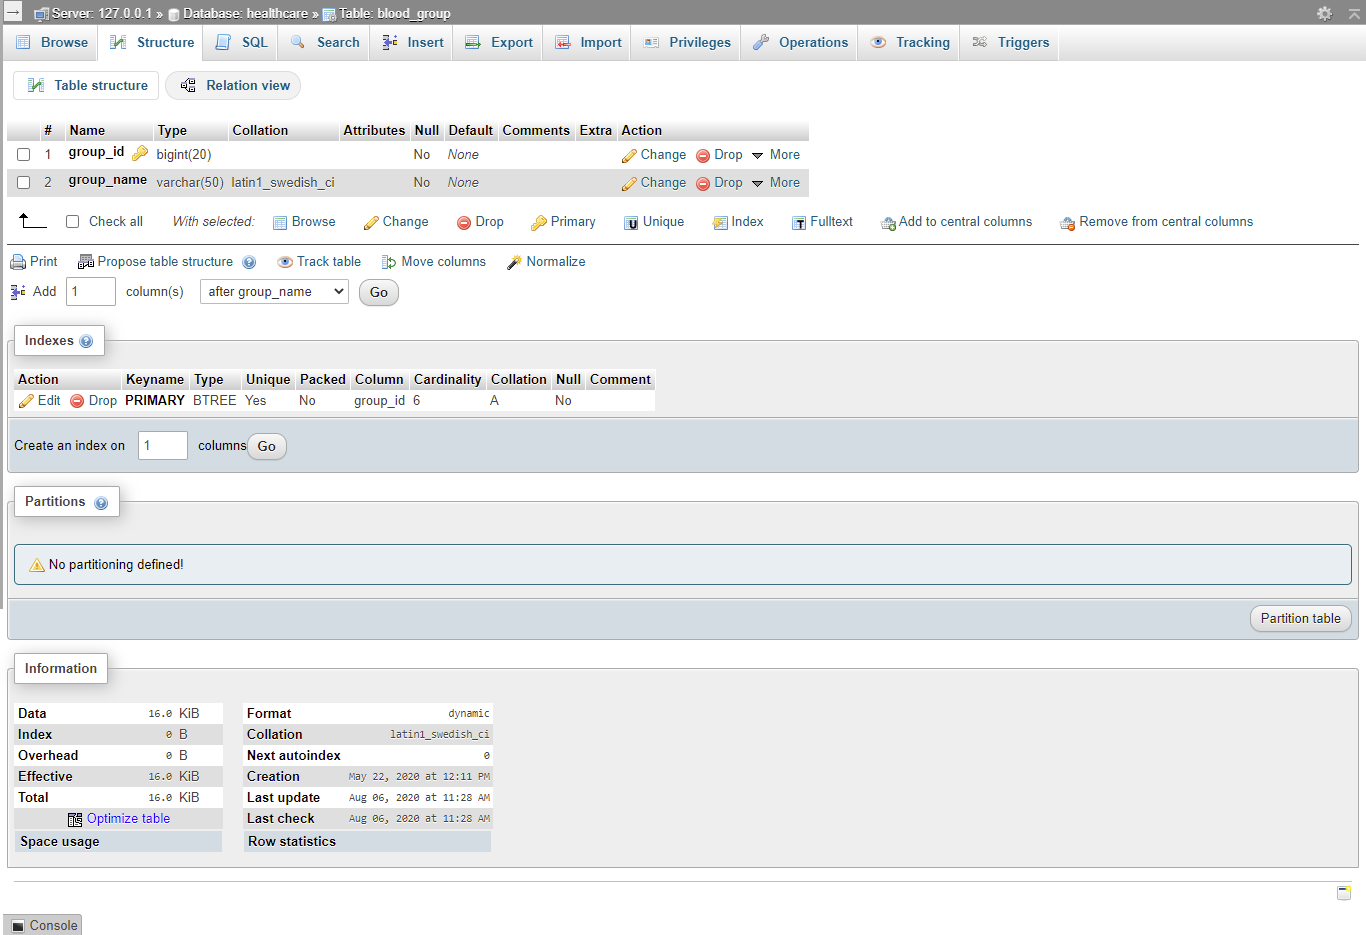 Server: 127.0.0.1 » Database: healthcare » Table: blood_group
Browse Structure SQL Search Insert Export Import Privileges Operations Tracking Triggers
Table structure Relation view
# Name Type Collation Attributes Null Default Comments Extra Action
1 group_id bigint(20) No None Change Drop More
2 group_name varchar(50) latin1_swedish_ci No None Change Drop More
Check all With selected: Browse Change Drop Primary Unique Index Fulltext Add to central columns Remove from central columns
Print Propose table structure Track table Move columns Normalize
Add 1 column(s) after group_name Go
Indexes
Action Keyname Type Unique Packed Column Cardinality Collation Null Comment
Edit Drop PRIMARY BTREE Yes No group_id 6 A No
Create an index on 1 columns Go
Partitions
No partitioning defined!
Partition table
Information
Data 16.0 KiB
Index 0 B
Overhead 0 B
Effective 16.0 KiB
Total 16.0 KiB
Optimize table
Space usage
Format dynamic
Collation latin1_swedish_ci
Next autoindex 0
Creation May 22, 2020 at 12:11 PM
Last update Aug 06, 2020 at 11:28 AM
Last check Aug 06, 2020 at 11:28 AM
Row statistics
Console